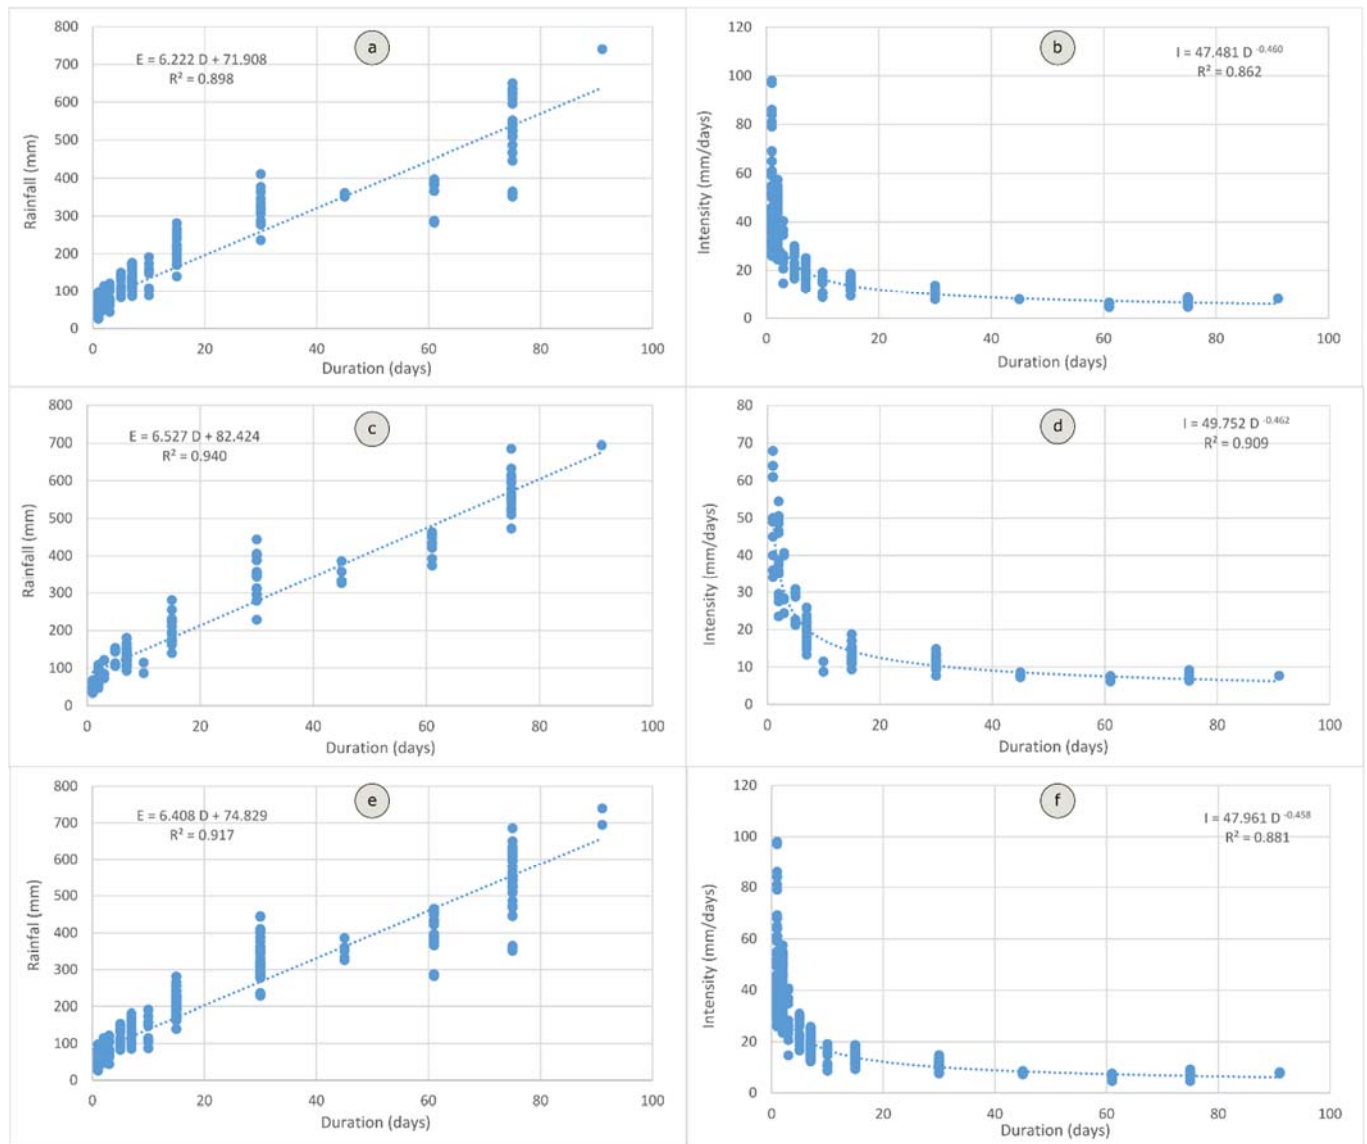 a
E = 6.222 D + 71.908
R² = 0.898
800
700
600
500
400
300
200
100
0
Rainfall (mm)
0 20 40 60 80 100
Duration (days)
b
I = 47.481 D -0.460
R² = 0.862
120
100
80
60
40
20
0
Intensity (mm/days)
0 20 40 60 80 100
Duration (days)
c
E = 6.527 D + 82.424
R² = 0.940
800
700
600
500
400
300
200
100
0
Rainfall (mm)
0 20 40 60 80 100
Duration (days)
d
I = 49.752 D -0.462
R² = 0.909
80
70
60
50
40
30
20
10
0
Intensity (mm/days)
0 20 40 60 80 100
Duration (days)
e
E = 6.408 D + 74.829
R² = 0.917
800
700
600
500
400
300
200
100
0
Rainfal (mm)
0 20 40 60 80 100
Duration (days)
f
I = 47.961 D -0.458
R² = 0.881
120
100
80
60
40
20
0
Intensity (mm/days)
0 20 40 60 80 100
Duration (days)